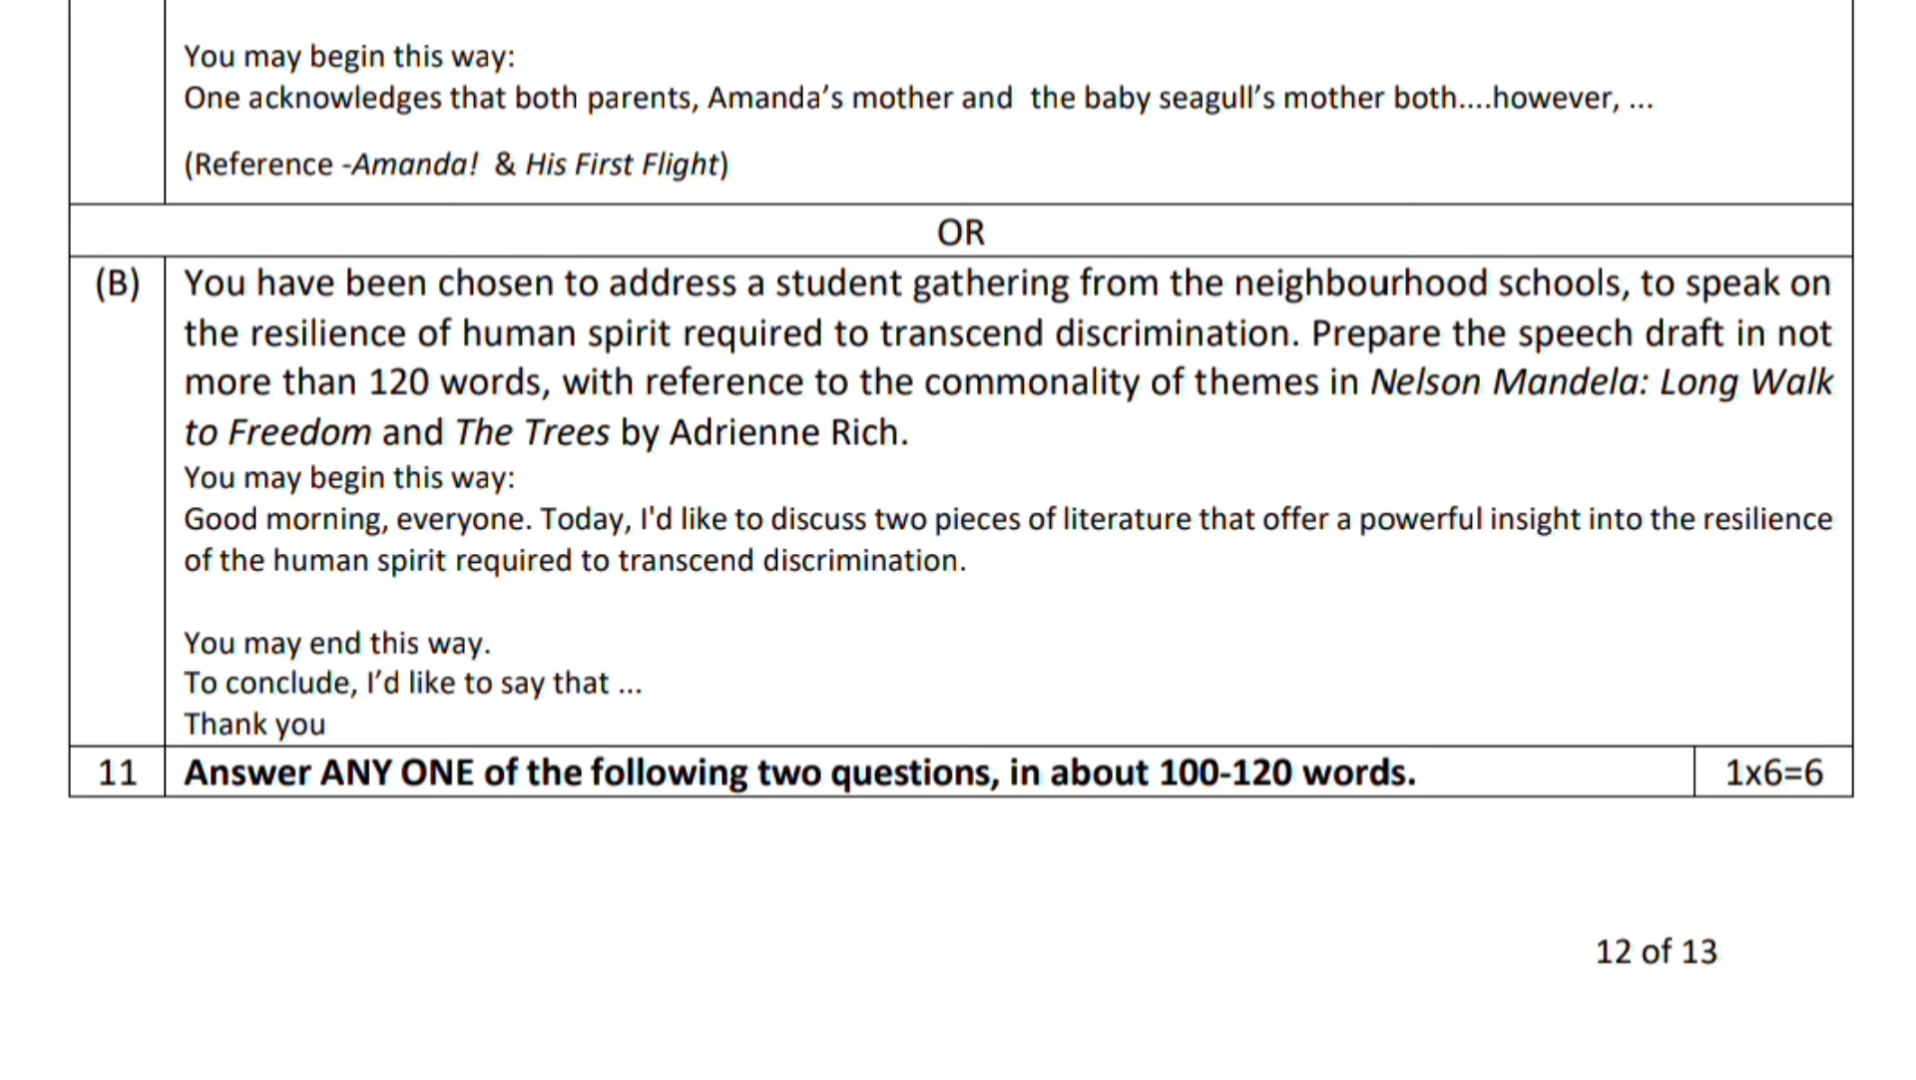 You may begin this way:
One acknowledges that both parents, Amanda’s mother and the baby seagull’s mother both....however, ...
(Reference -Amanda! & His First Flight)
OR
(B) You have been chosen to address a student gathering from the neighbourhood schools, to speak on
the resilience of human spirit required to transcend discrimination. Prepare the speech draft in not
more than 120 words, with reference to the commonality of themes in Nelson Mandela: Long Walk
to Freedom and The Trees by Adrienne Rich.
You may begin this way:
Good morning, everyone. Today, I'd like to discuss two pieces of literature that offer a powerful insight into the resilience
of the human spirit required to transcend discrimination.
You may end this way.
To conclude, I’d like to say that ...
Thank you
11 Answer ANY ONE of the following two questions, in about 100-120 words. 1x6=6
12 of 13